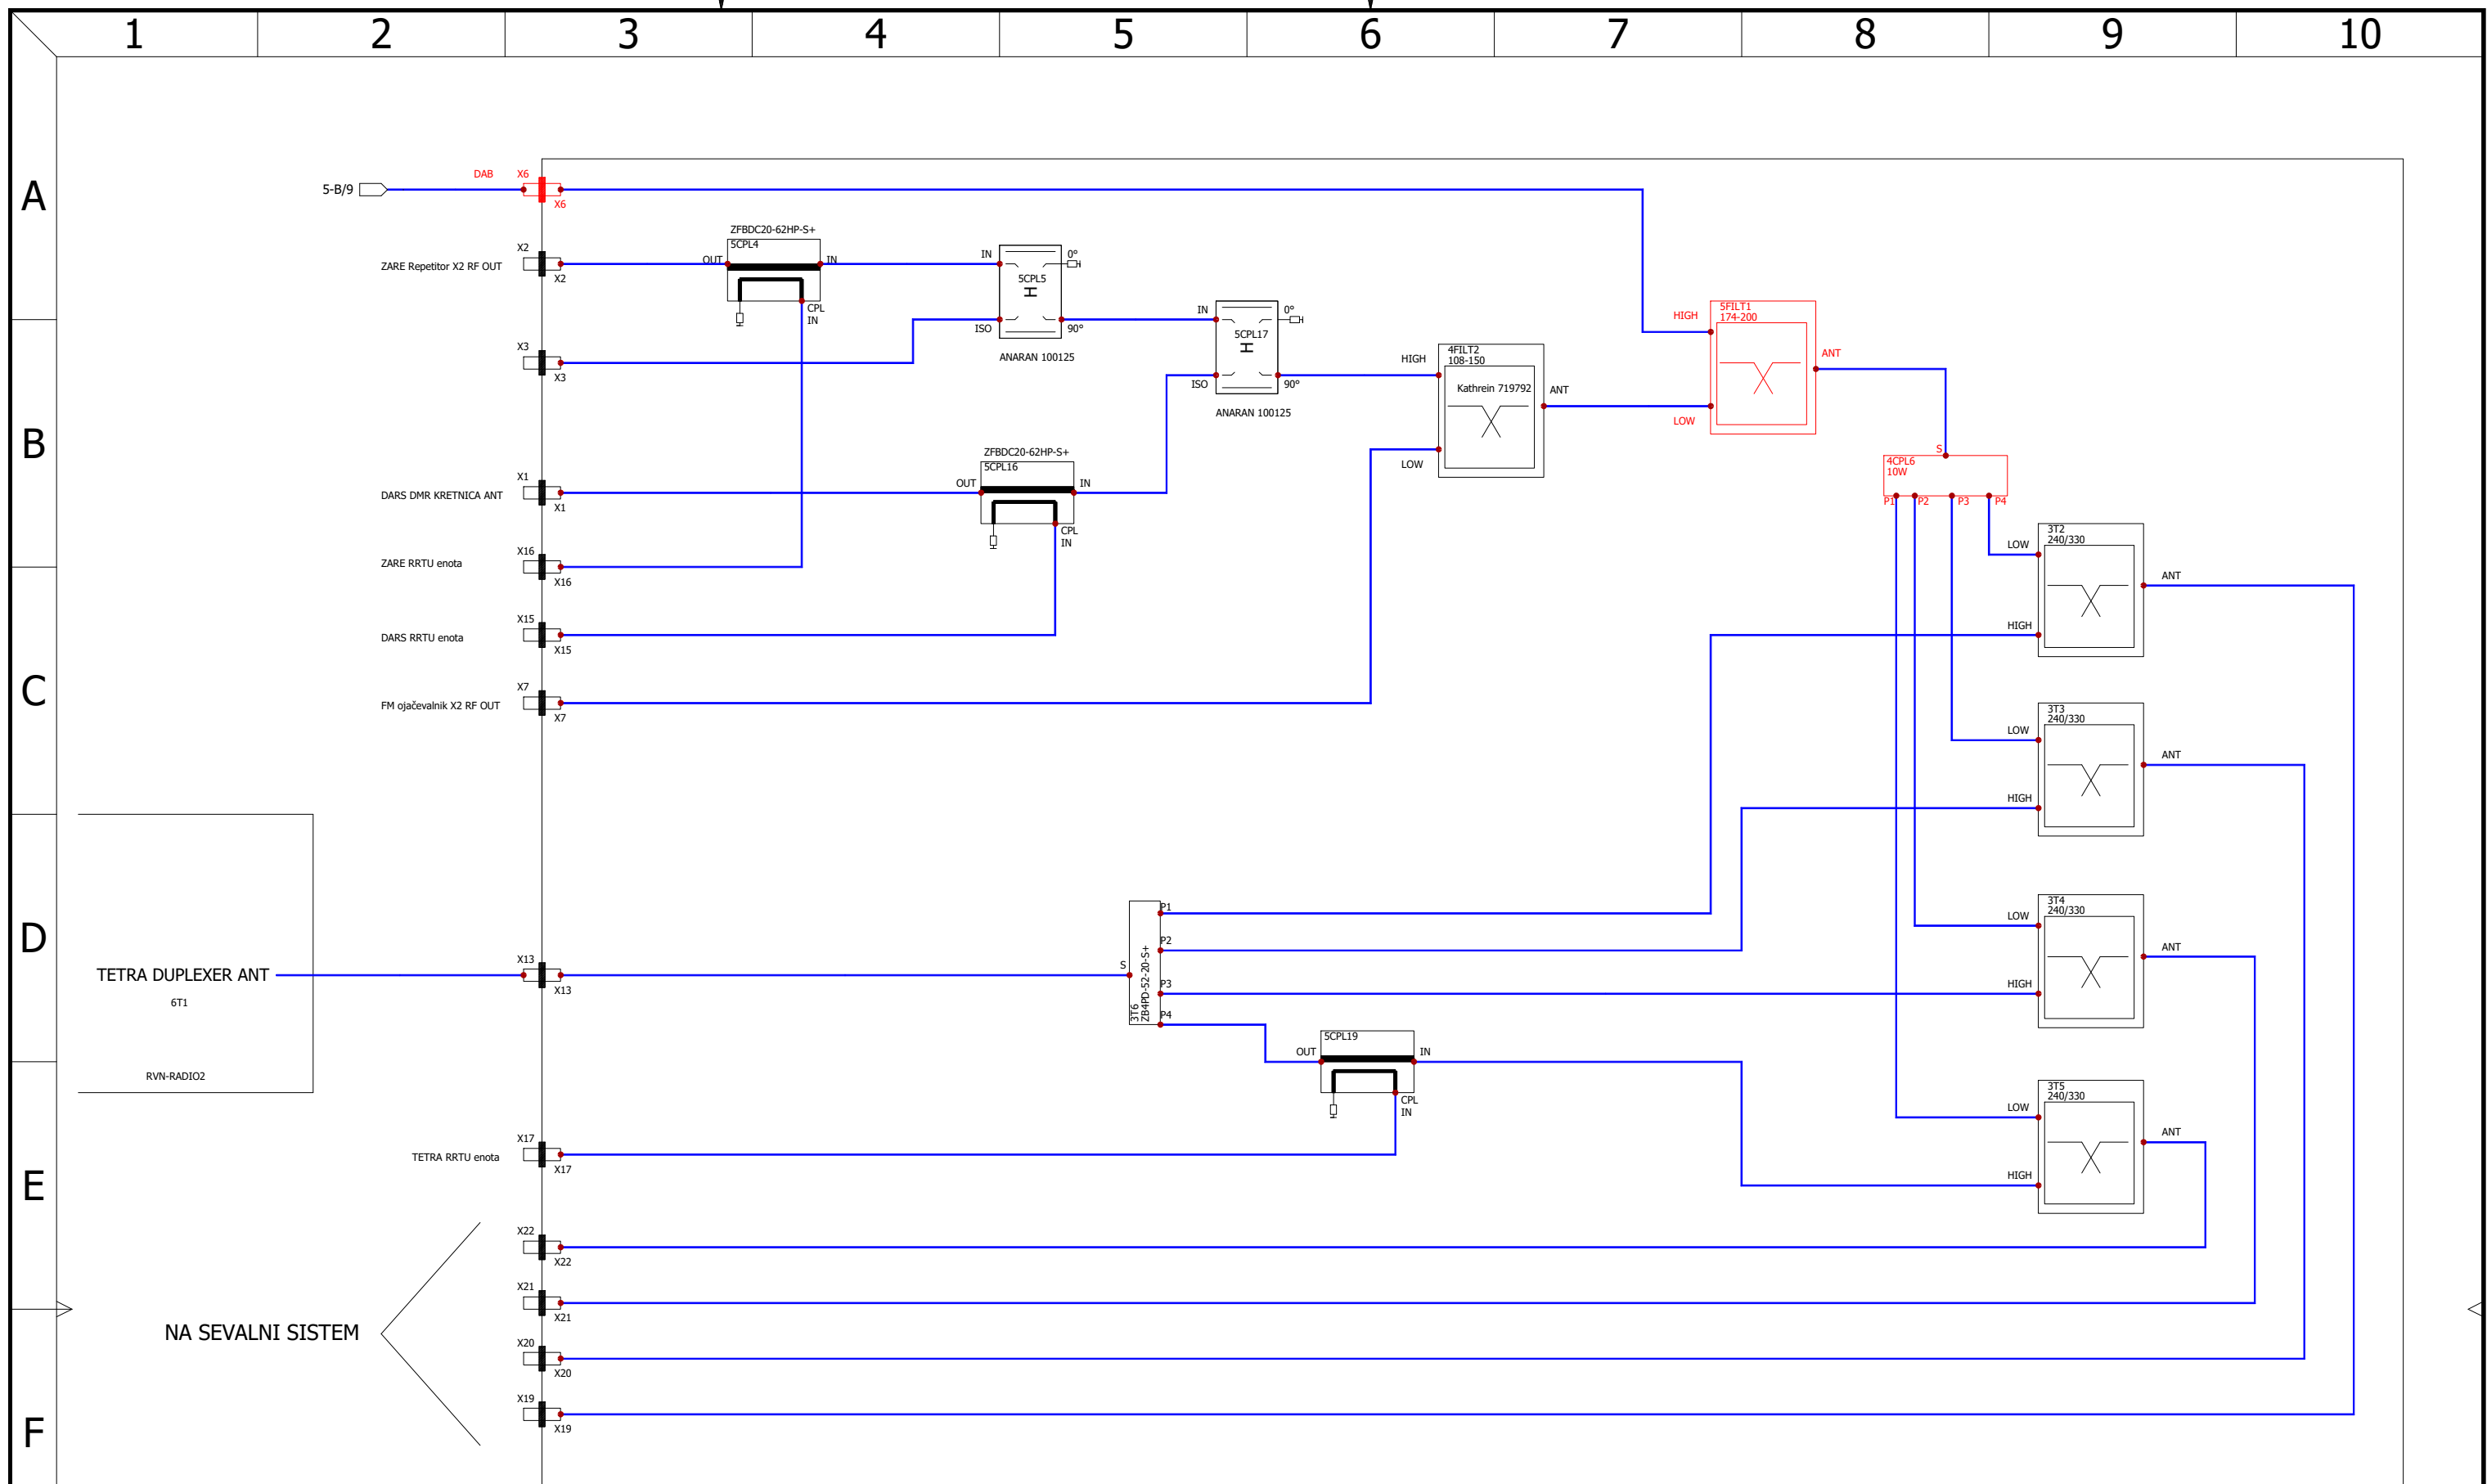 1 2 3 4 5 6 7 8 9 10
A
DAB X6
5-B/9
X6
ZFBDC20-62HP-S+
5CPL4
X2
ZARE Repetitor X2 RF OUT
X2
OUT IN
CPL
IN
IN 0°
5CPL5
H
ISO 90°
ANARAN 100125
X3
X3
IN 0°
5CPL17
H
ISO 90°
ANARAN 100125
HIGH
4FILT2
108-150
Kathrein 719792
ANT
LOW
HIGH
5FILT1
174-200
ANT
LOW
B
ZFBDC20-62HP-S+
5CPL16
OUT IN
CPL
IN
X1
DARS DMR KRETNICA ANT
X1
S
4CPL6
10W
P1 P2 P3 P4
X16
ZARE RRTU enota
X16
3T2
240/330
LOW
ANT
HIGH
C
X15
DARS RRTU enota
X15
X7
FM ojačevalnik X2 RF OUT
X7
3T3
240/330
LOW
ANT
HIGH
D
TETRA DUPLEXER ANT
6T1
RVN-RADIO2
X13
X13
S
3T6
ZB4PD-52-20-S+
P1
P2
P3
P4
3T4
240/330
LOW
ANT
HIGH
5CPL19
OUT IN
CPL
IN
3T5
240/330
LOW
ANT
HIGH
E
X17
TETRA RRTU enota
X17
X22
X22
X21
X21
NA SEVALNI SISTEM
X20
X20
X19
X19
F